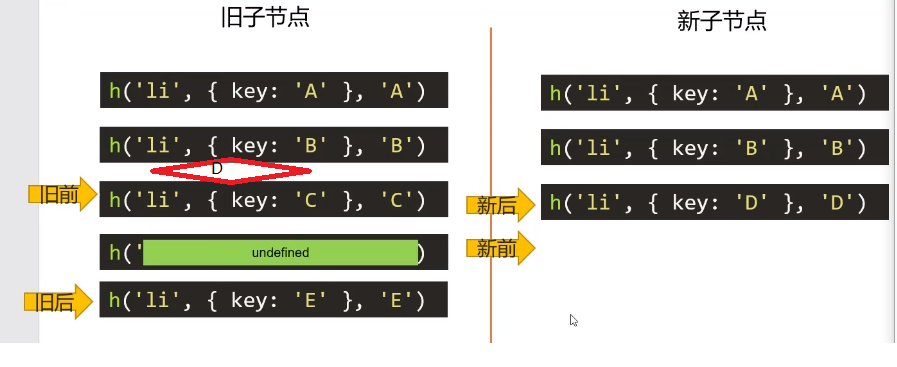 旧子节点
h('li', { key: 'A' }, 'A')
h('li', { key: 'B' }, 'B')
D
旧前
h('li', { key: 'C' }, 'C')
h('
undefined
)
旧后
h('li', { key: 'E' }, 'E')
新子节点
h('li', { key: 'A' }, 'A')
h('li', { key: 'B' }, 'B')
新后
h('li', { key: 'D' }, 'D')
新前